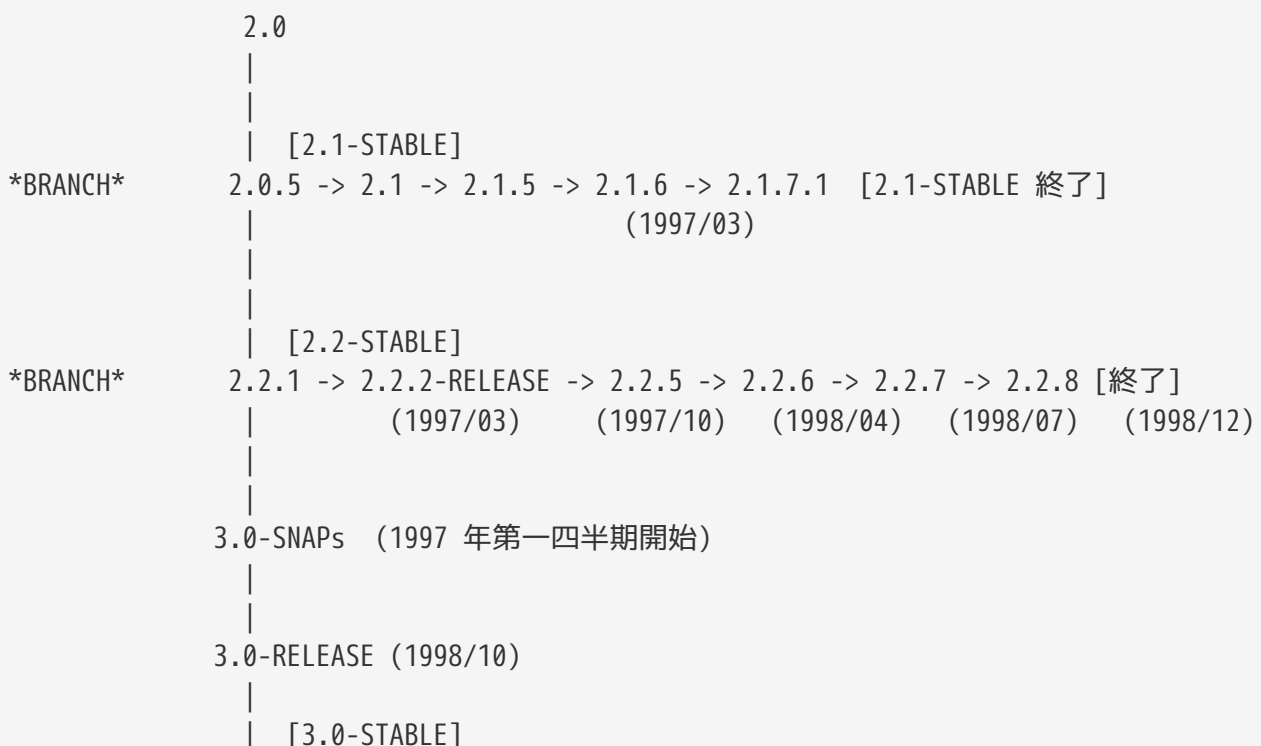 2.0
|
|
| [2.1-STABLE]
*BRANCH* 2.0.5 -> 2.1 -> 2.1.5 -> 2.1.6 -> 2.1.7.1 [2.1-STABLE 終了]
| (1997/03)
|
|
| [2.2-STABLE]
*BRANCH* 2.2.1 -> 2.2.2-RELEASE -> 2.2.5 -> 2.2.6 -> 2.2.7 -> 2.2.8 [終了]
| (1997/03) (1997/10) (1998/04) (1998/07) (1998/12)
|
|
3.0-SNAPs (1997 年第一四半期開始)
|
|
3.0-RELEASE (1998/10)
|
| [3.0-STABLE]